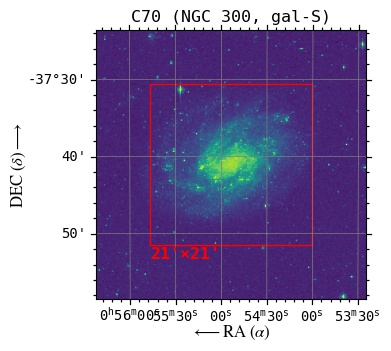 C70 (NGC 300, gal-S)
DEC (δ) ⟶
-37°30'
40'
50'
21'×21'
0ʰ56ᵐ00ˢ 55ᵐ30ˢ 00ˢ 54ᵐ30ˢ 00ˢ 53ᵐ30ˢ
⟵ RA (α)